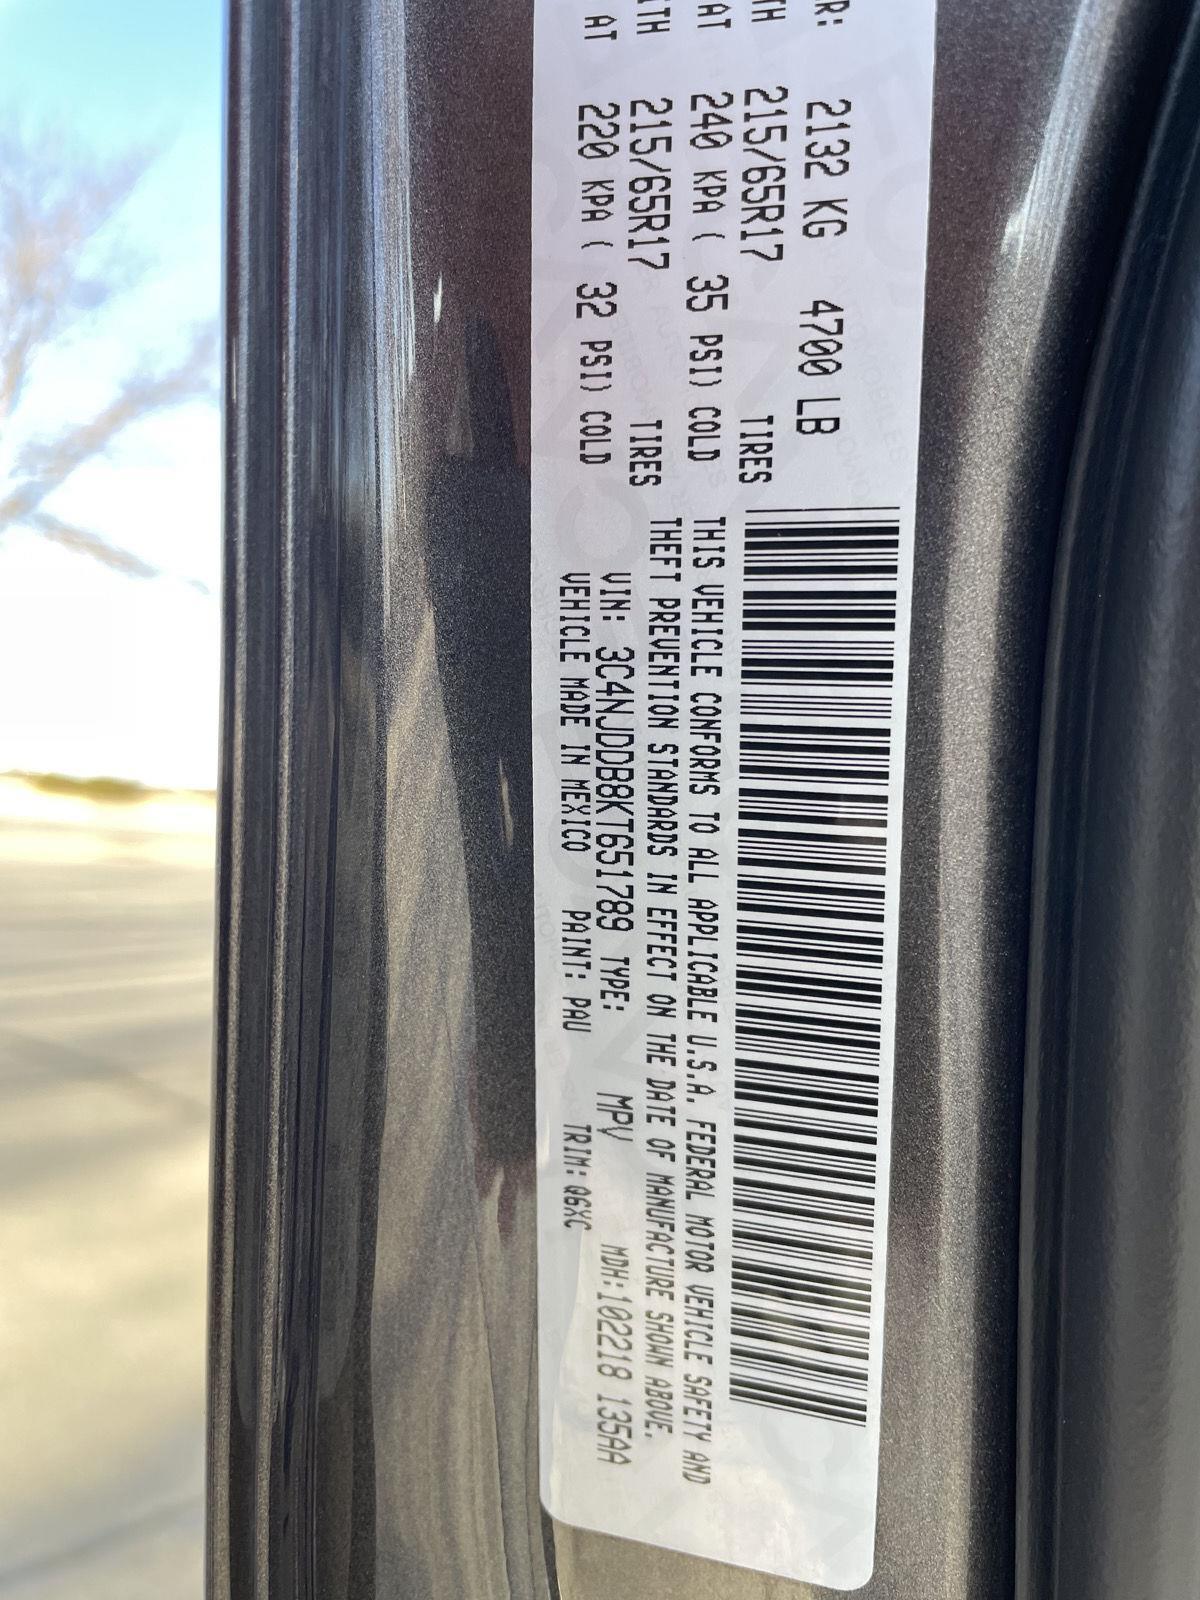 R: 2132 KG 4700 LB
TH 215/65R17 TIRES
AT 240 KPA ( 35 PSI) COLD
ITH 215/65R17 TIRES
AT 220 KPA ( 32 PSI) COLD
THIS VEHICLE CONFORMS TO ALL APPLICABLE U.S.A. FEDERAL MOTOR VEHICLE SAFETY AND
THEFT PREVENTION STANDARDS IN EFFECT ON THE DATE OF MANUFACTURE SHOWN ABOVE.
VIN: 3C4NJDDB8KT651789 TYPE: MPV MDH:102218 135AA
VEHICLE MADE IN MEXICO PAINT: PAU TRIM: Q6XC